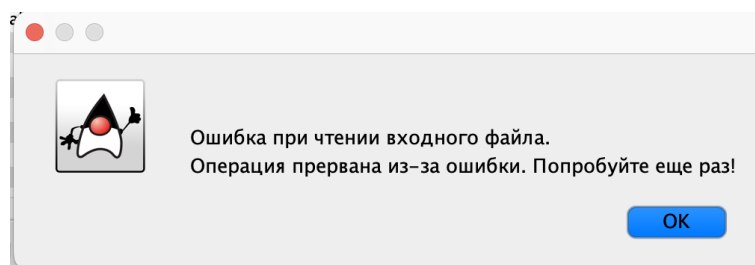 Ошибка при чтении входного файла.
Операция прервана из-за ошибки. Попробуйте еще раз!
OK